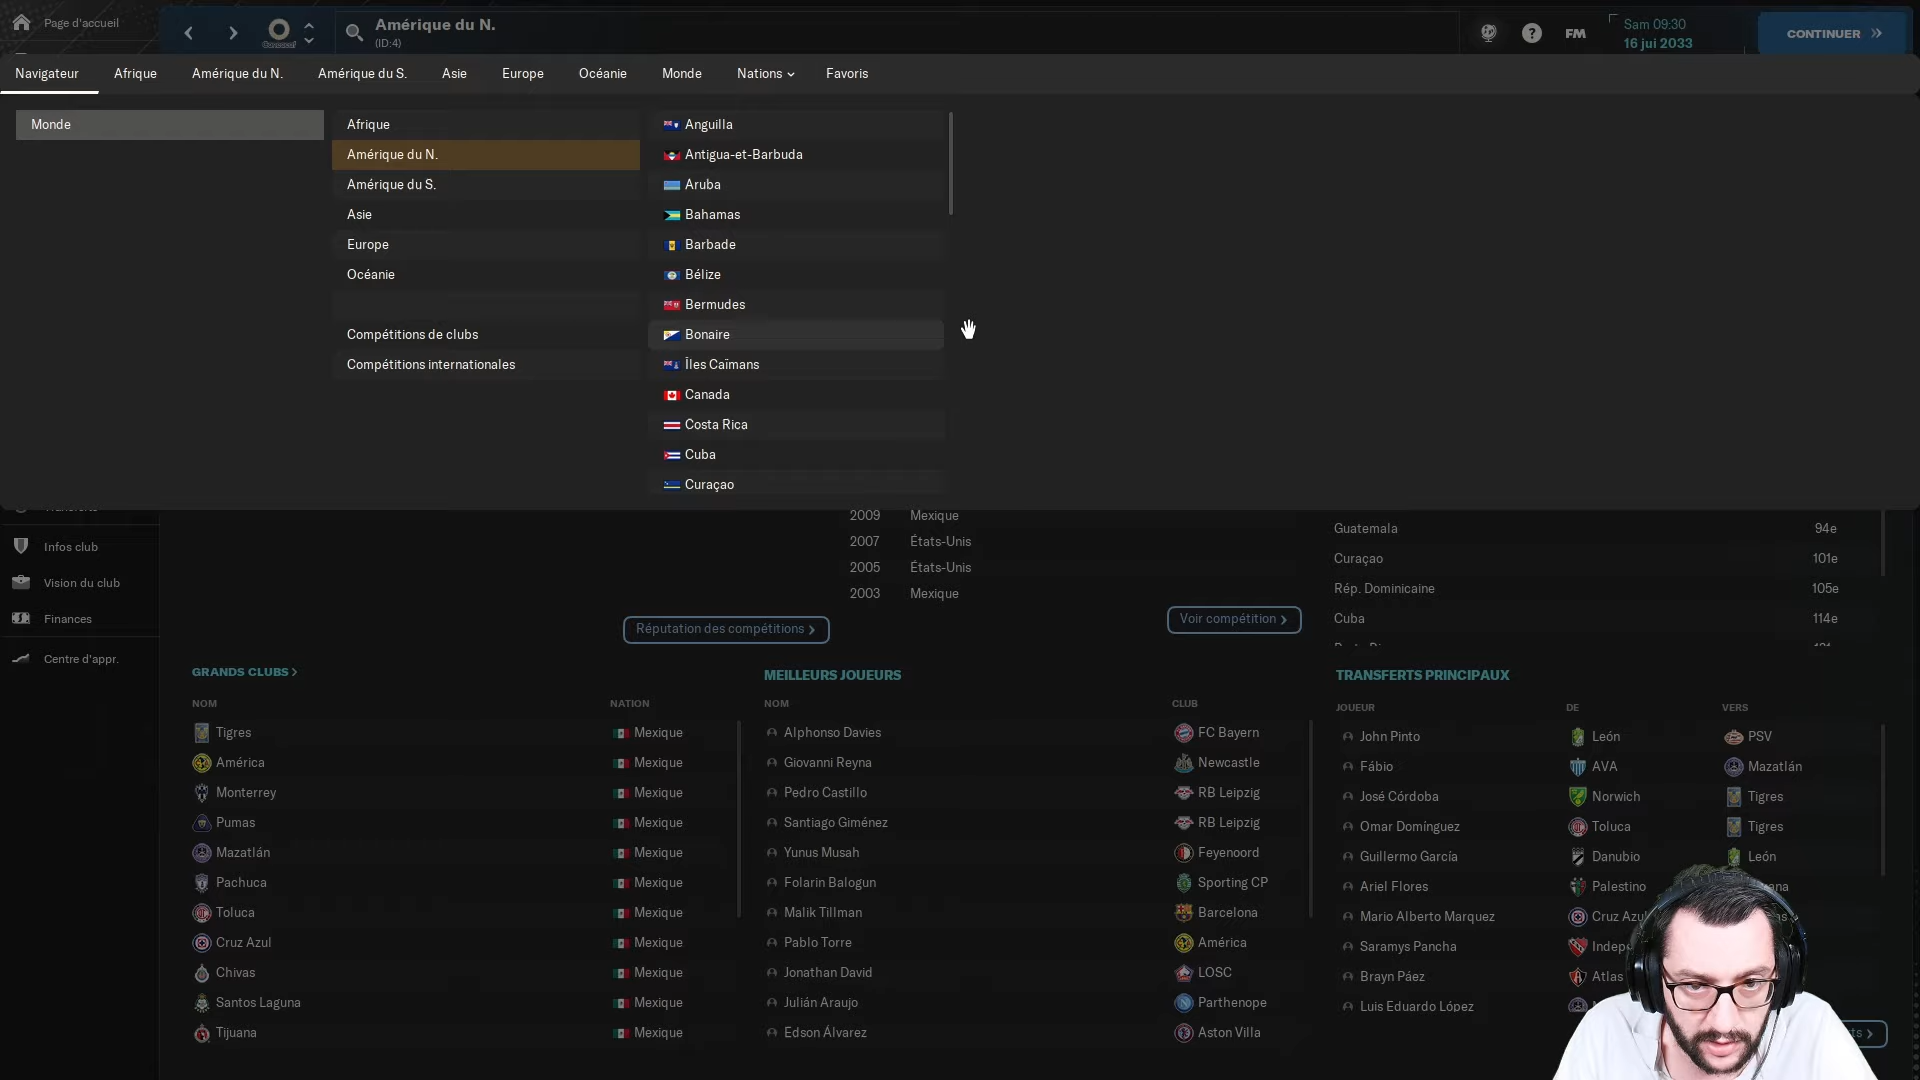 Page d'accueil
Concacaf
Amérique du N.
(ID:4)
FM
Sam 09:30
16 jui 2033
CONTINUER
Navigateur
Afrique
Amérique du N.
Amérique du S.
Asie
Europe
Océanie
Monde
Nations
Favoris
Monde
Afrique
Amérique du N.
Amérique du S.
Asie
Europe
Océanie
Compétitions de clubs
Compétitions internationales
Anguilla
Antigua-et-Barbuda
Aruba
Bahamas
Barbade
Bélize
Bermudes
Bonaire
Îles Caïmans
Canada
Costa Rica
Cuba
Curaçao
Transferts
Infos club
Vision du club
Finances
Centre d'appr.
2009 Mexique
2007 États-Unis
2005 États-Unis
2003 Mexique
Réputation des compétitions
Voir compétition
Guatemala 94e
Curaçao 101e
Rép. Dominicaine 105e
Cuba 114e
GRANDS CLUBS
NOM NATION
Tigres Mexique
América Mexique
Monterrey Mexique
Pumas Mexique
Mazatlán Mexique
Pachuca Mexique
Toluca Mexique
Cruz Azul Mexique
Chivas Mexique
Santos Laguna Mexique
Tijuana Mexique
MEILLEURS JOUEURS
NOM CLUB
Alphonso Davies FC Bayern
Giovanni Reyna Newcastle
Pedro Castillo RB Leipzig
Santiago Giménez RB Leipzig
Yunus Musah Feyenoord
Folarin Balogun Sporting CP
Malik Tillman Barcelona
Pablo Torre América
Jonathan David LOSC
Julián Araujo Parthenope
Edson Álvarez Aston Villa
TRANSFERTS PRINCIPAUX
JOUEUR DE VERS
John Pinto León PSV
Fábio AVA Mazatlán
José Córdoba Norwich Tigres
Omar Domínguez Toluca Tigres
Guillermo García Danubio León
Ariel Flores Palestino
Mario Alberto Marquez Cruz Azul
Saramys Pancha
Brayn Páez Atlas
Luis Eduardo López